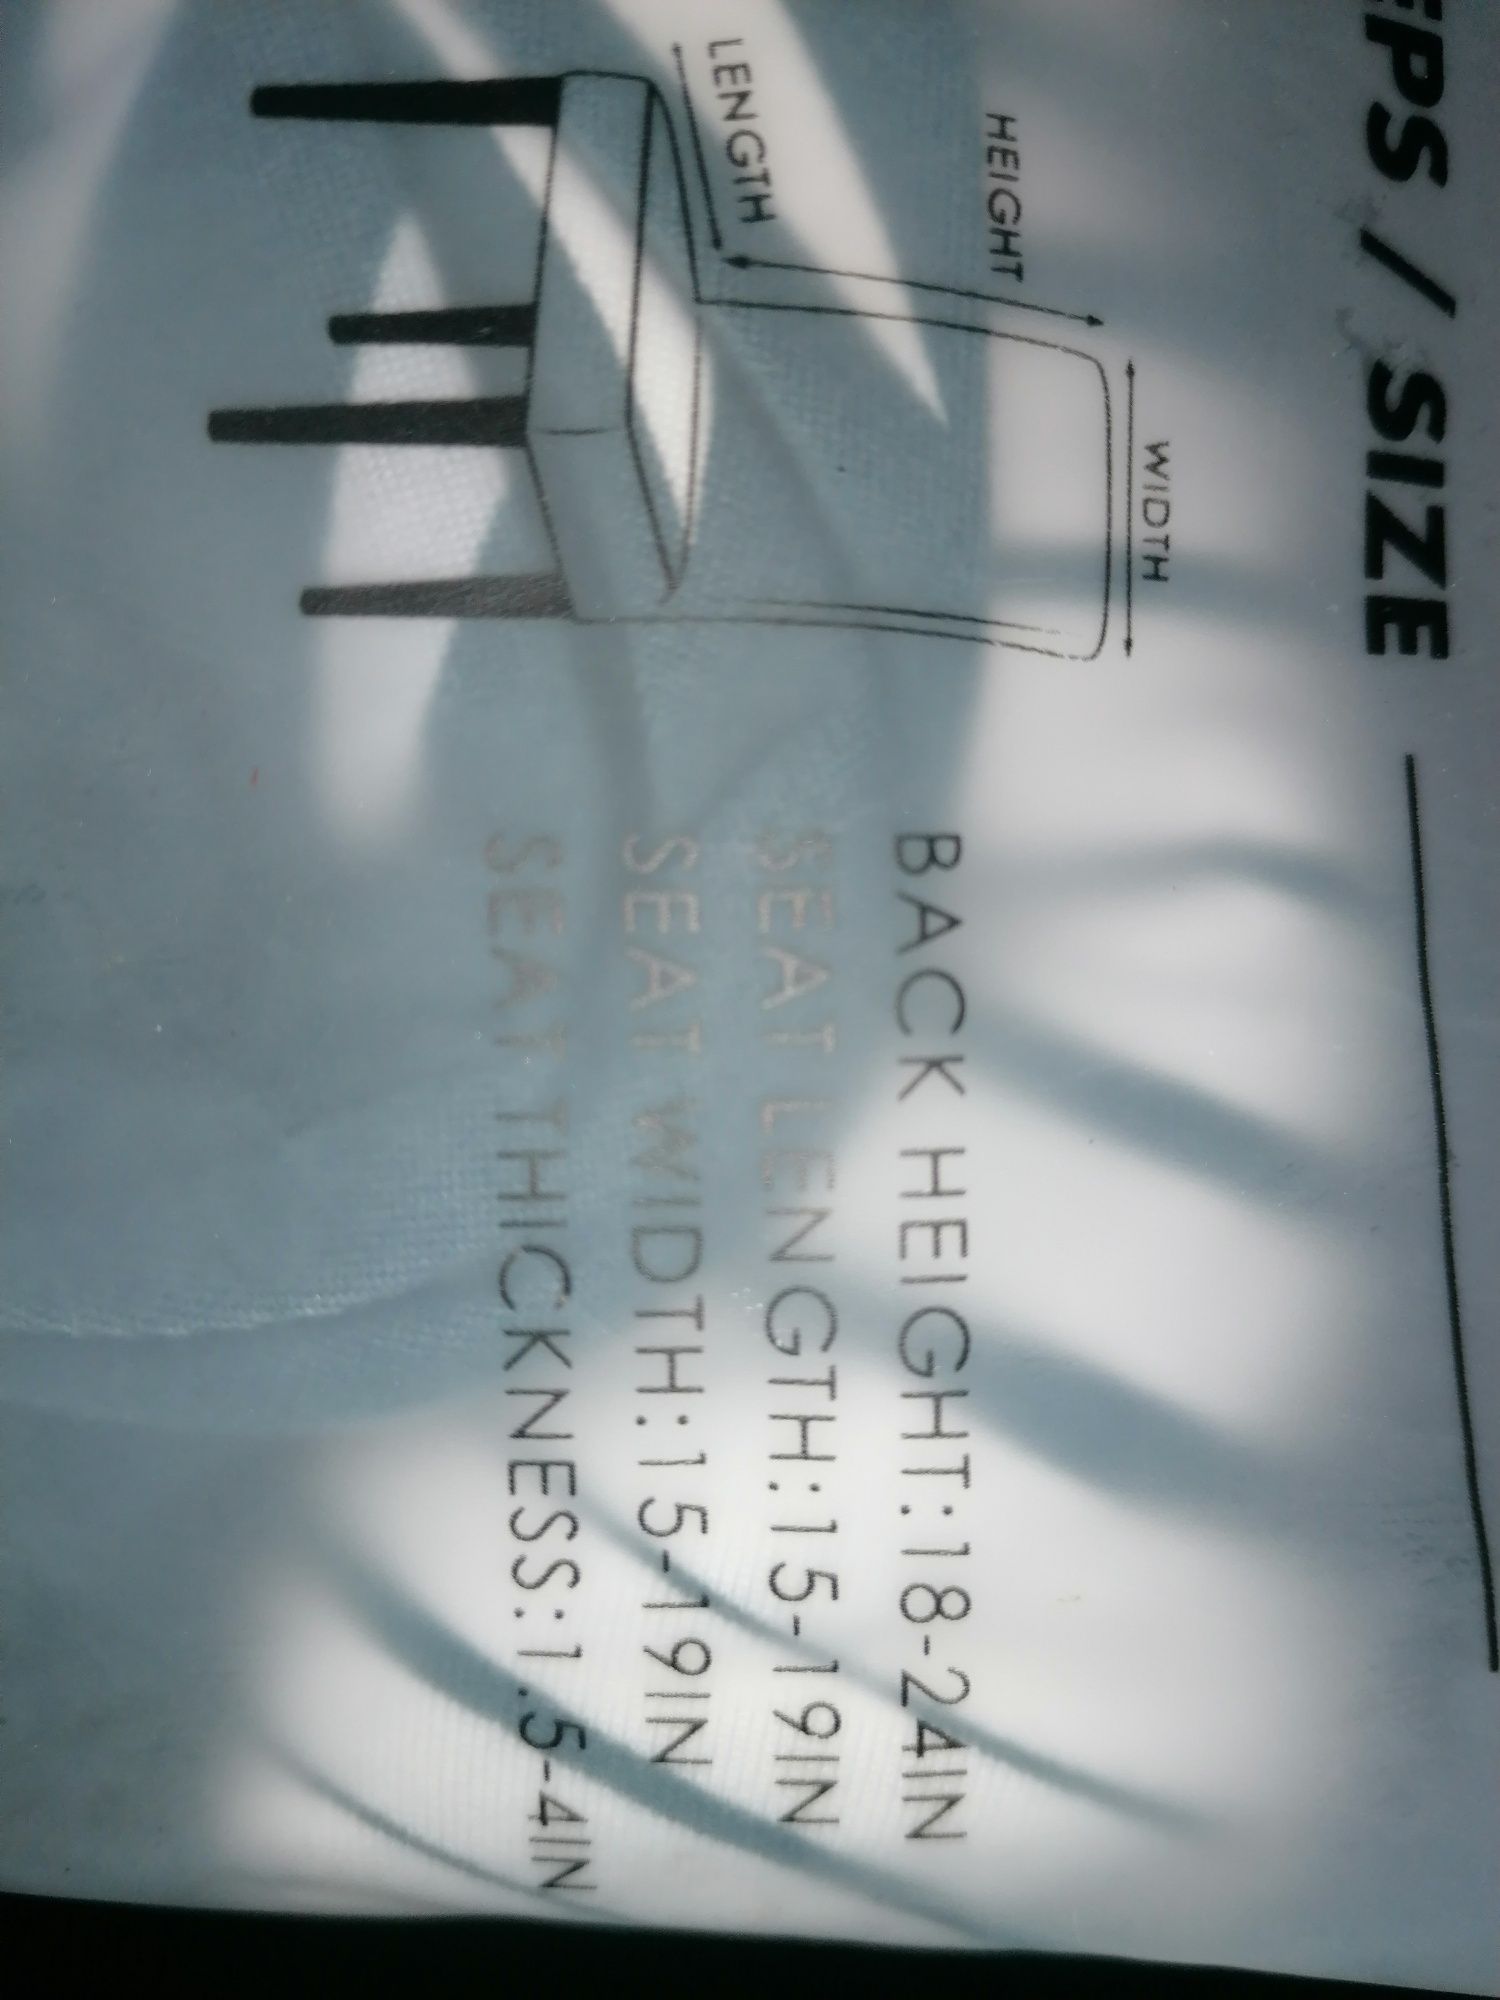 EPS / SIZE
WIDTH
HEIGHT
LENGTH
BACK HEIGHT:18-24IN
SEAT LENGTH:15-19IN
SEAT WIDTH:15-19IN
SEAT THICKNESS:1.5-4IN